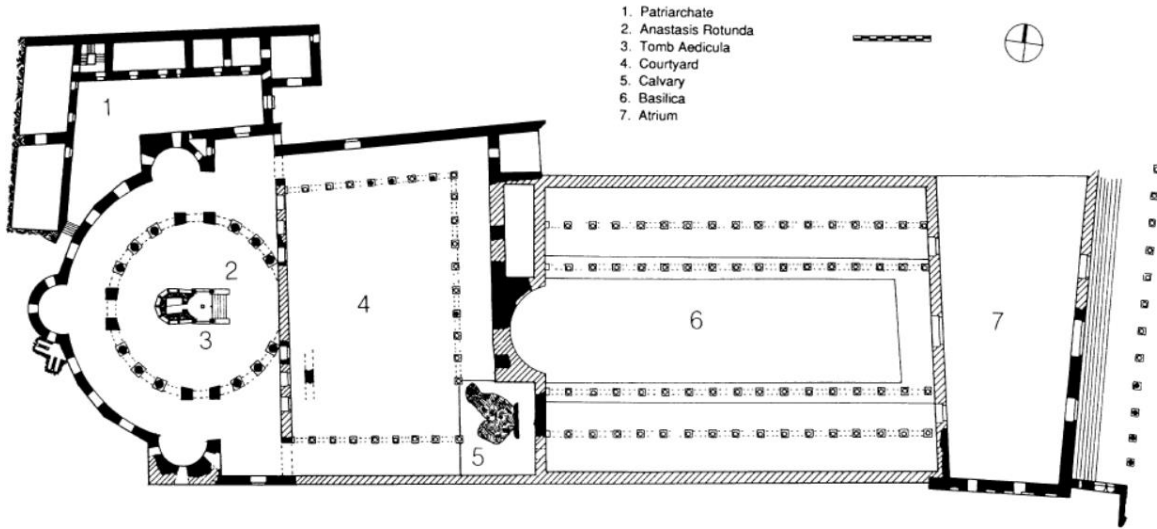 1. Patriarchate
2. Anastasis Rotunda
3. Tomb Aedicula
4. Courtyard
5. Calvary
6. Basilica
7. Atrium
1
2
3
4
5
6
7